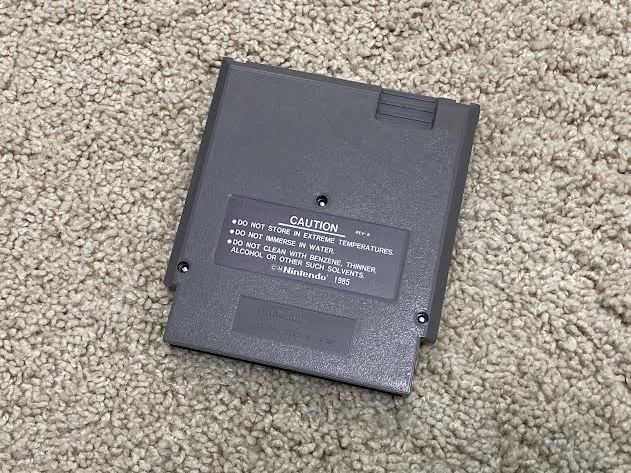 CAUTION REV-A
•DO NOT STORE IN EXTREME TEMPERATURES.
•DO NOT IMMERSE IN WATER.
•DO NOT CLEAN WITH BENZENE, THINNER,
ALCOHOL OR OTHER SUCH SOLVENTS.
©Nintendo® 1985